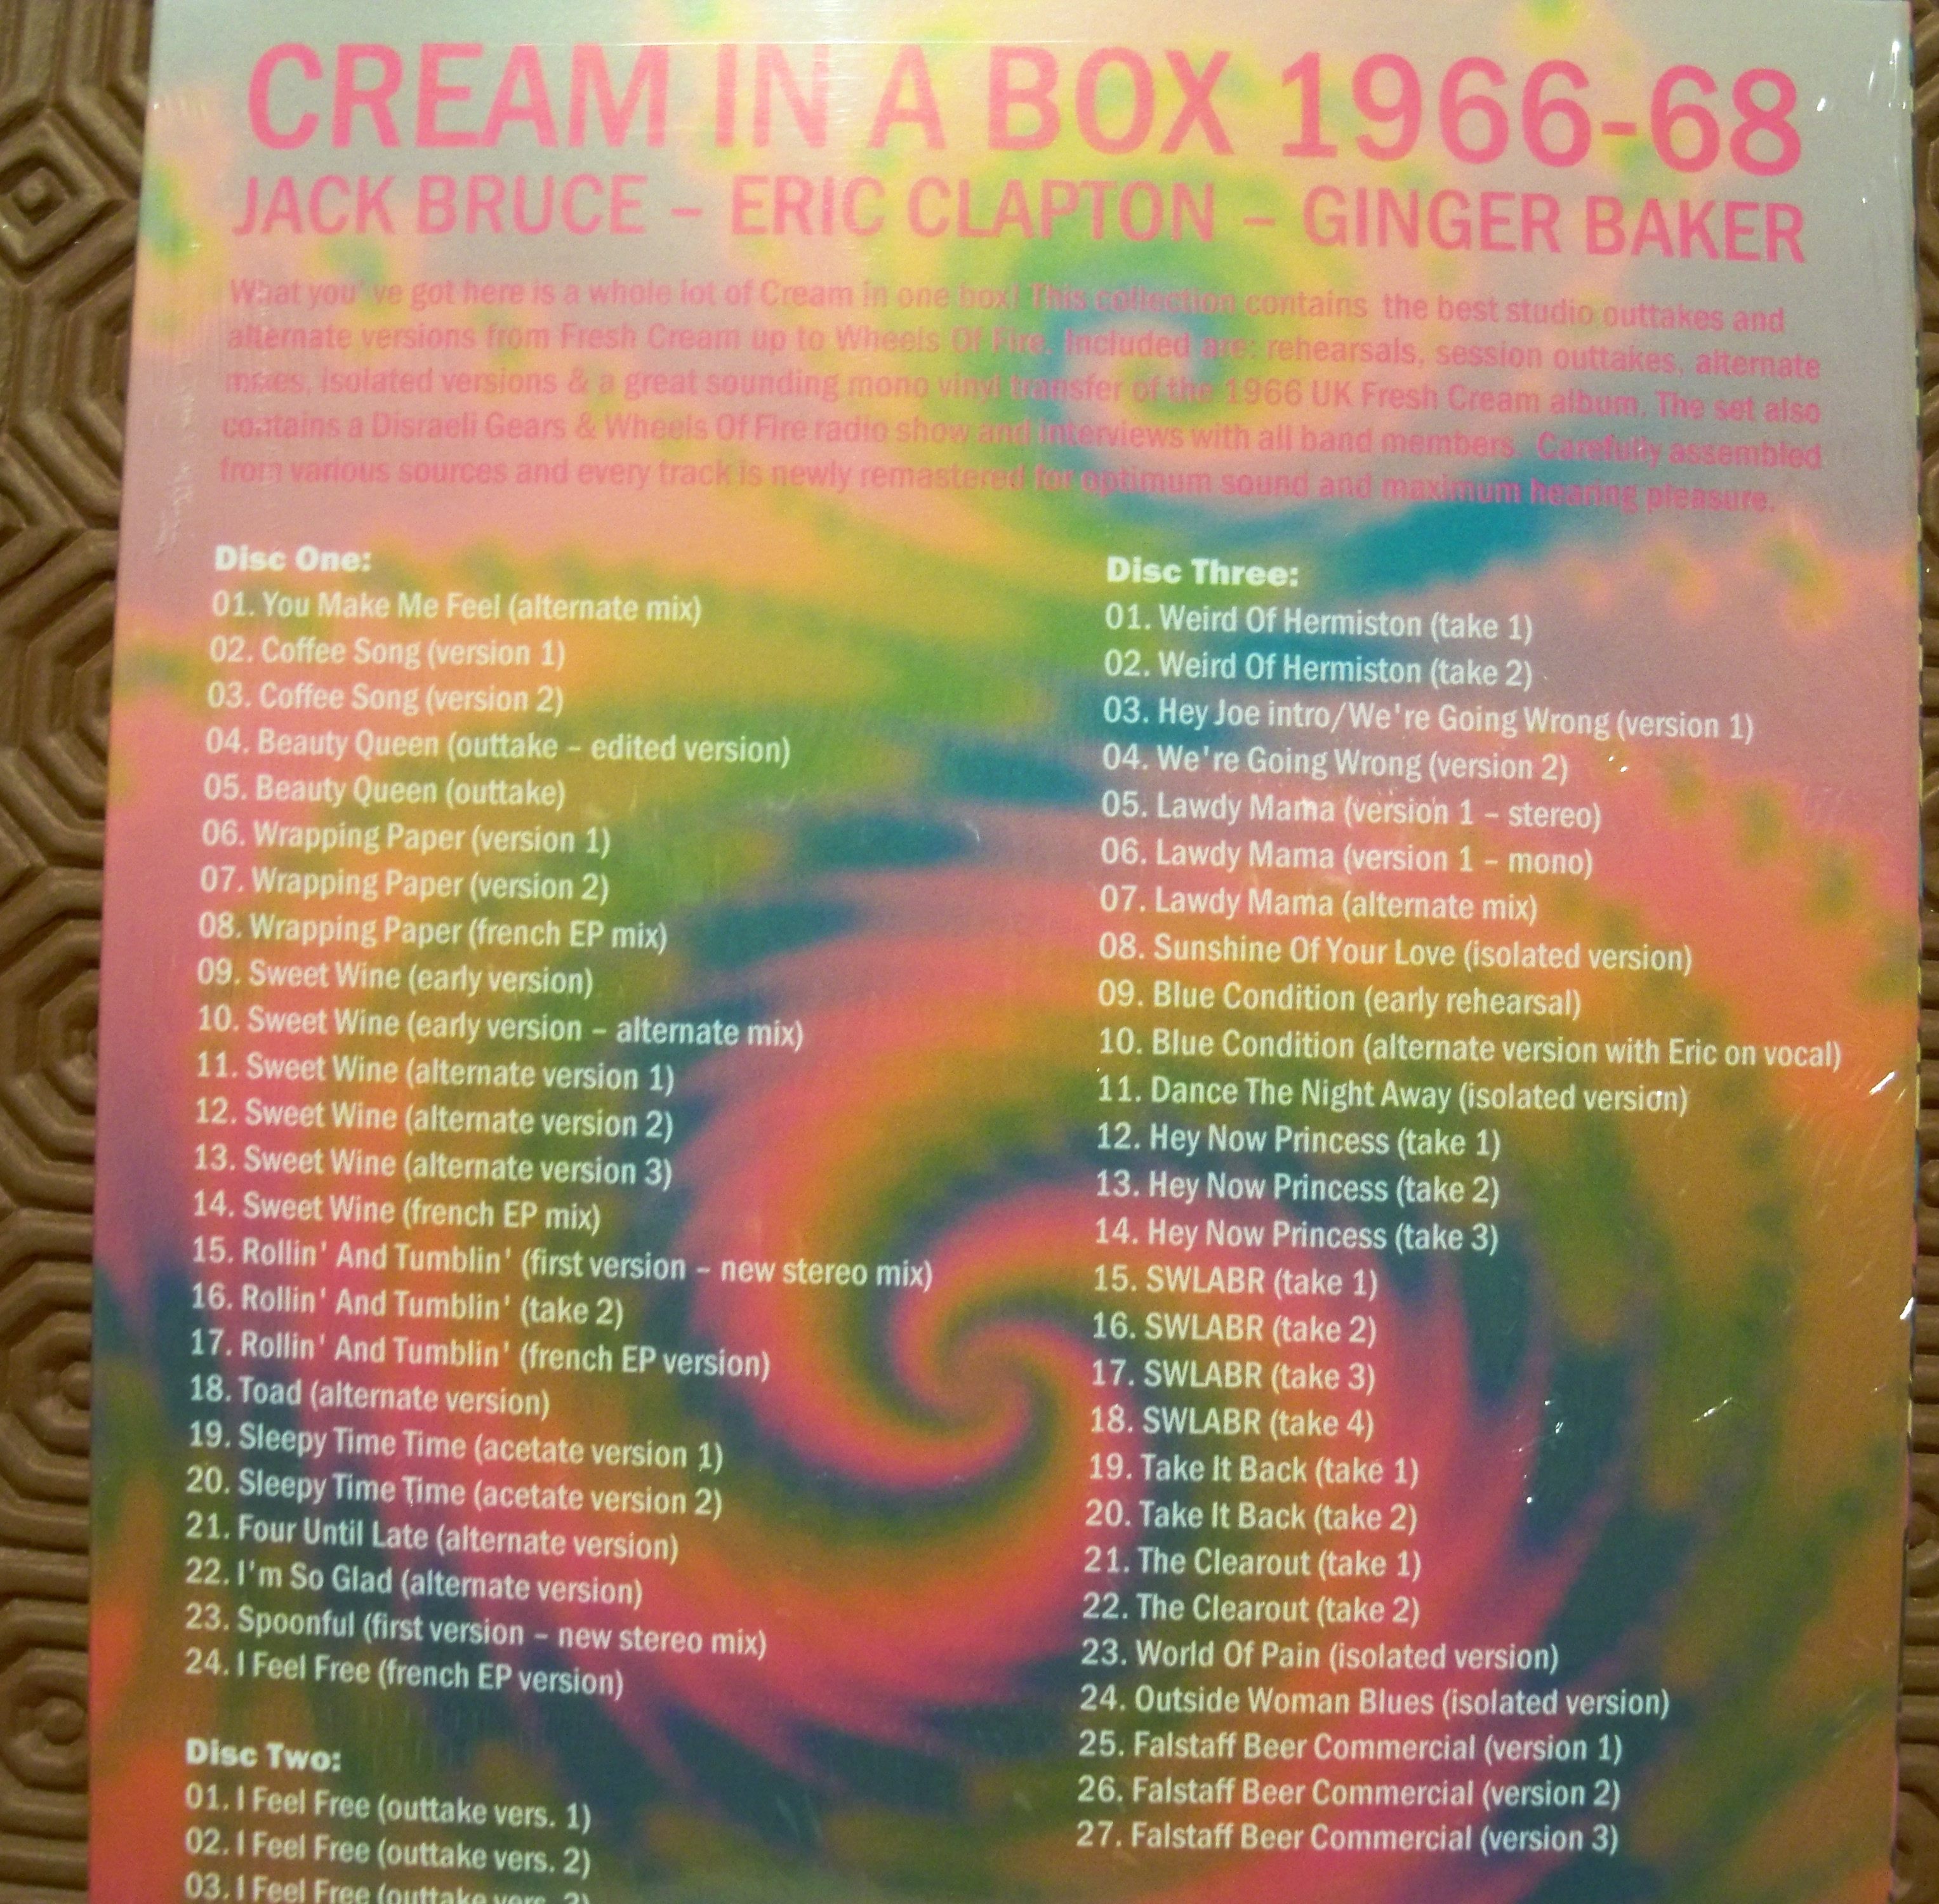 CREAM IN A BOX 1966-68
JACK BRUCE – ERIC CLAPTON – GINGER BAKER
What you've got here is a whole lot of Cream in one box! This collection contains the best studio outtakes and
alternate versions from Fresh Cream up to Wheels Of Fire. Included are: rehearsals, session outtakes, alternate
mixes, isolated versions & a great sounding mono vinyl transfer of the 1966 UK Fresh Cream album. The set also
contains a Disraeli Gears & Wheels Of Fire radio show and interviews with all band members. Carefully assembled
from various sources and every track is newly remastered for optimum sound and maximum hearing pleasure.
Disc One:
01. You Make Me Feel (alternate mix)
02. Coffee Song (version 1)
03. Coffee Song (version 2)
04. Beauty Queen (outtake – edited version)
05. Beauty Queen (outtake)
06. Wrapping Paper (version 1)
07. Wrapping Paper (version 2)
08. Wrapping Paper (french EP mix)
09. Sweet Wine (early version)
10. Sweet Wine (early version – alternate mix)
11. Sweet Wine (alternate version 1)
12. Sweet Wine (alternate version 2)
13. Sweet Wine (alternate version 3)
14. Sweet Wine (french EP mix)
15. Rollin' And Tumblin' (first version – new stereo mix)
16. Rollin' And Tumblin' (take 2)
17. Rollin' And Tumblin' (french EP version)
18. Toad (alternate version)
19. Sleepy Time Time (acetate version 1)
20. Sleepy Time Time (acetate version 2)
21. Four Until Late (alternate version)
22. I'm So Glad (alternate version)
23. Spoonful (first version – new stereo mix)
24. I Feel Free (french EP version)
Disc Two:
01. I Feel Free (outtake vers. 1)
02. I Feel Free (outtake vers. 2)
03. I Feel Free (outtake vers. 3)
Disc Three:
01. Weird Of Hermiston (take 1)
02. Weird Of Hermiston (take 2)
03. Hey Joe intro/We're Going Wrong (version 1)
04. We're Going Wrong (version 2)
05. Lawdy Mama (version 1 – stereo)
06. Lawdy Mama (version 1 – mono)
07. Lawdy Mama (alternate mix)
08. Sunshine Of Your Love (isolated version)
09. Blue Condition (early rehearsal)
10. Blue Condition (alternate version with Eric on vocal)
11. Dance The Night Away (isolated version)
12. Hey Now Princess (take 1)
13. Hey Now Princess (take 2)
14. Hey Now Princess (take 3)
15. SWLABR (take 1)
16. SWLABR (take 2)
17. SWLABR (take 3)
18. SWLABR (take 4)
19. Take It Back (take 1)
20. Take It Back (take 2)
21. The Clearout (take 1)
22. The Clearout (take 2)
23. World Of Pain (isolated version)
24. Outside Woman Blues (isolated version)
25. Falstaff Beer Commercial (version 1)
26. Falstaff Beer Commercial (version 2)
27. Falstaff Beer Commercial (version 3)